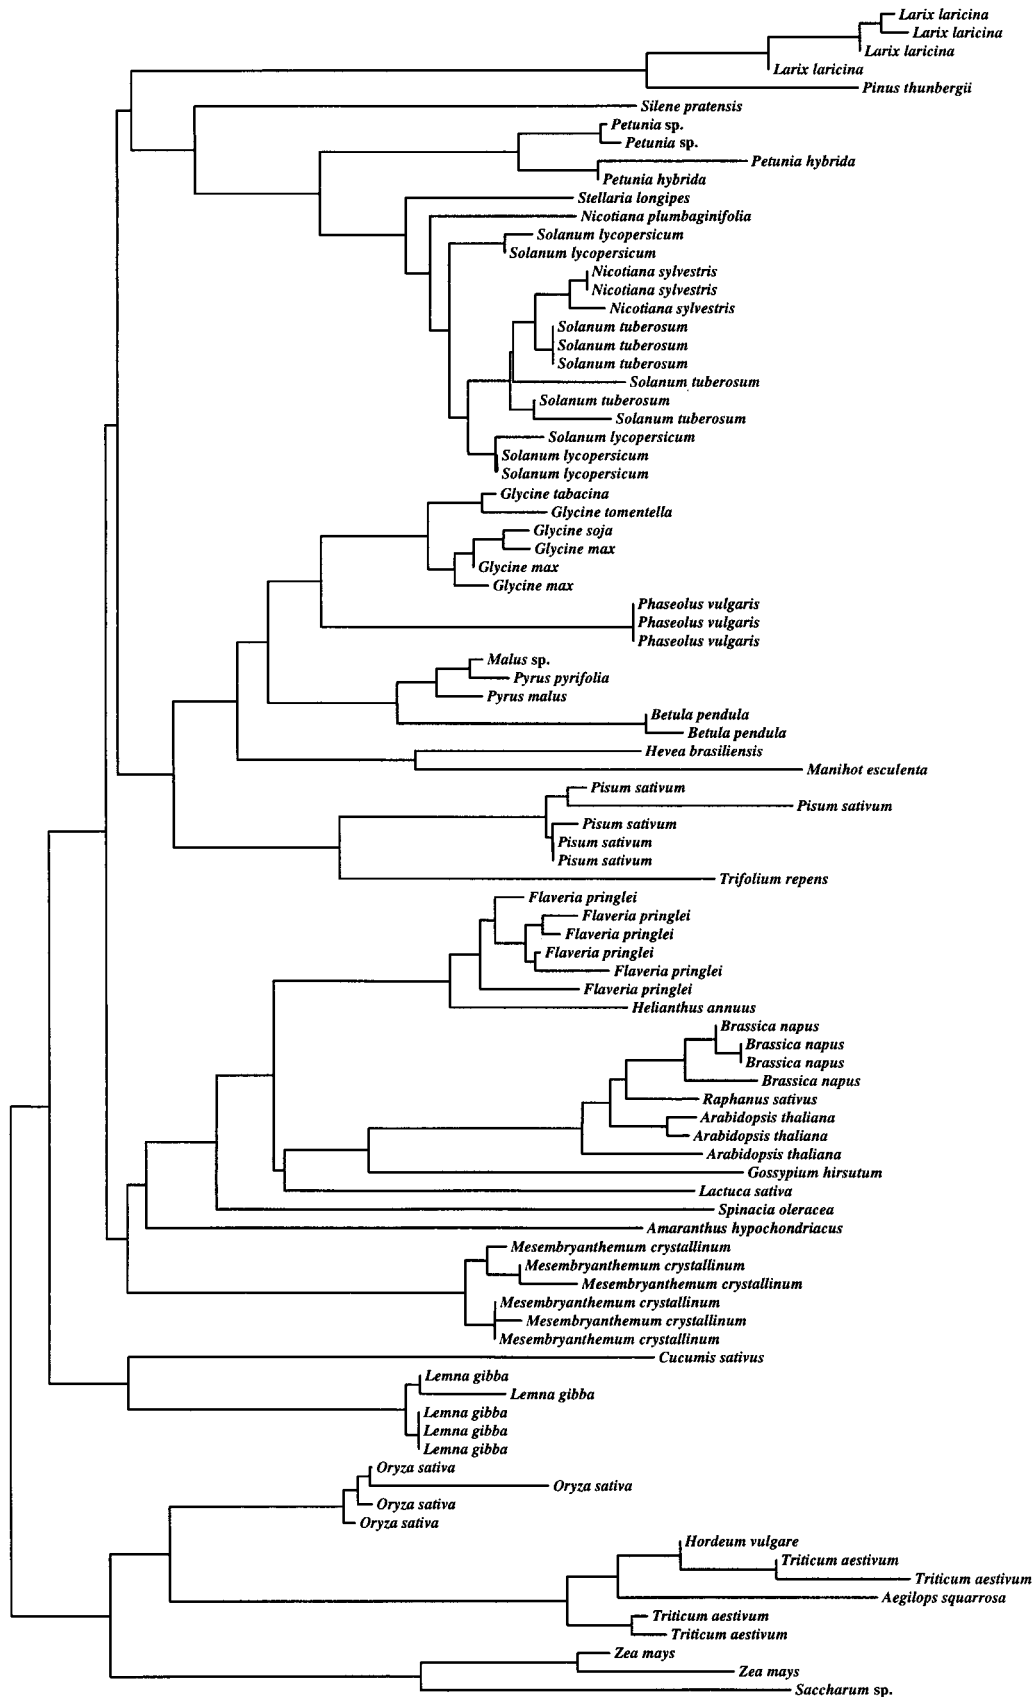 Larix laricina
Larix laricina
Larix laricina
Larix laricina
Pinus thunbergii
Silene pratensis
Petunia sp.
Petunia sp.
Petunia hybrida
Petunia hybrida
Stellaria longipes
Nicotiana plumbaginifolia
Solanum lycopersicum
Solanum lycopersicum
Nicotiana sylvestris
Nicotiana sylvestris
Nicotiana sylvestris
Solanum tuberosum
Solanum tuberosum
Solanum tuberosum
Solanum tuberosum
Solanum tuberosum
Solanum tuberosum
Solanum lycopersicum
Solanum lycopersicum
Solanum lycopersicum
Glycine tabacina
Glycine tomentella
Glycine soja
Glycine max
Glycine max
Glycine max
Phaseolus vulgaris
Phaseolus vulgaris
Phaseolus vulgaris
Malus sp.
Pyrus pyrifolia
Pyrus malus
Betula pendula
Betula pendula
Hevea brasiliensis
Manihot esculenta
Pisum sativum
Pisum sativum
Pisum sativum
Pisum sativum
Pisum sativum
Trifolium repens
Flaveria pringlei
Flaveria pringlei
Flaveria pringlei
Flaveria pringlei
Flaveria pringlei
Flaveria pringlei
Helianthus annuus
Brassica napus
Brassica napus
Brassica napus
Brassica napus
Raphanus sativus
Arabidopsis thaliana
Arabidopsis thaliana
Arabidopsis thaliana
Gossypium hirsutum
Lactuca sativa
Spinacia oleracea
Amaranthus hypochondriacus
Mesembryanthemum crystallinum
Mesembryanthemum crystallinum
Mesembryanthemum crystallinum
Mesembryanthemum crystallinum
Mesembryanthemum crystallinum
Mesembryanthemum crystallinum
Cucumis sativus
Lemna gibba
Lemna gibba
Lemna gibba
Lemna gibba
Lemna gibba
Oryza sativa
Oryza sativa
Oryza sativa
Oryza sativa
Hordeum vulgare
Triticum aestivum
Triticum aestivum
Aegilops squarrosa
Triticum aestivum
Triticum aestivum
Zea mays
Zea mays
Saccharum sp.